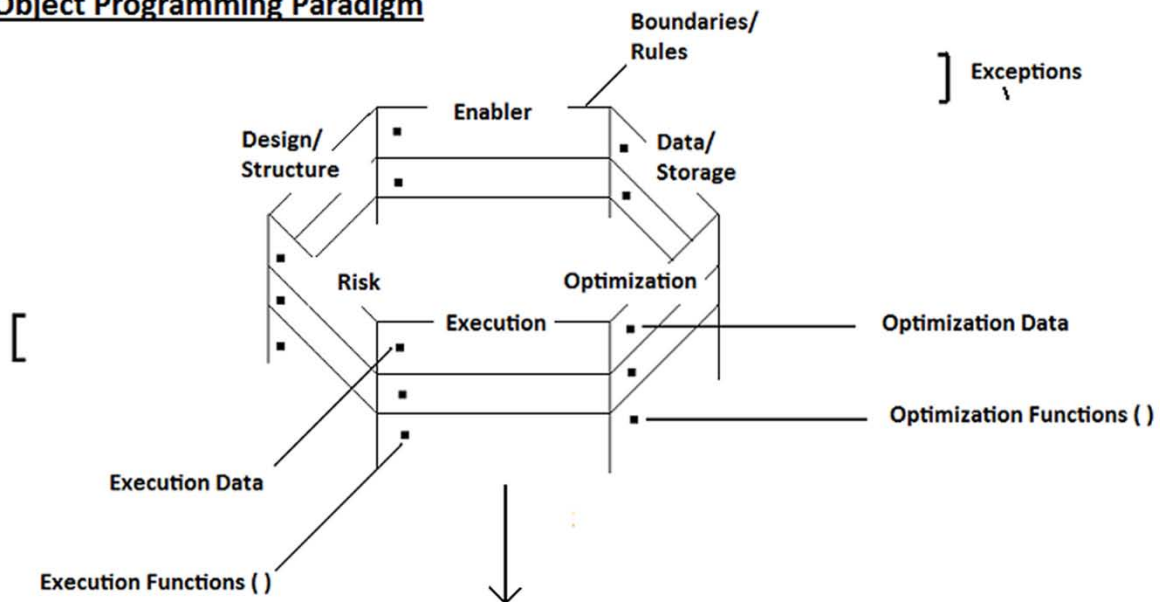 Object Programming Paradigm
Boundaries/
Rules
Exceptions
Enabler
Design/
Structure
Data/
Storage
Risk
Optimization
Execution
Optimization Data
Optimization Functions ( )
Execution Data
Execution Functions ( )